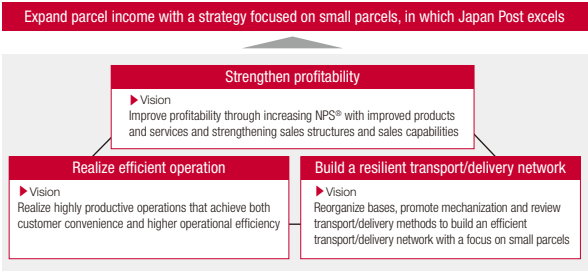 Expand parcel income with a strategy focused on small parcels, in which Japan Post excels
Strengthen profitability
▶Vision
Improve profitability through increasing NPS® with improved products
and services and strengthening sales structures and sales capabilities
Realize efficient operation
▶Vision
Realize highly productive operations that achieve both
customer convenience and higher operational efficiency
Build a resilient transport/delivery network
▶Vision
Reorganize bases, promote mechanization and review
transport/delivery methods to build an efficient
transport/delivery network with a focus on small parcels